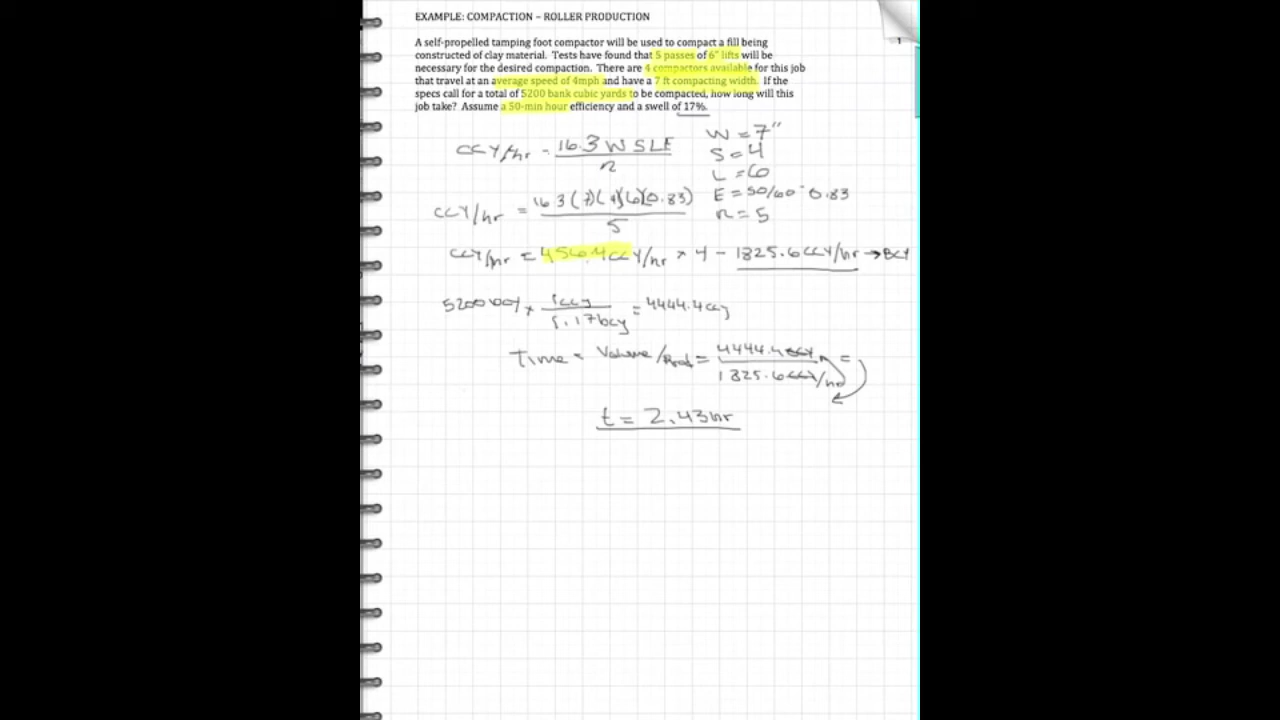 EXAMPLE: COMPACTION – ROLLER PRODUCTION
1
A self-propelled tamping foot compactor will be used to compact a fill being
constructed of clay material. Tests have found that 5 passes of 6" lifts will be
necessary for the desired compaction. There are 4 compactors available for this job
that travel at an average speed of 4mph and have a 7 ft compacting width. If the
specs call for a total of 5200 bank cubic yards to be compacted, how long will this
job take? Assume a 50-min hour efficiency and a swell of 17%.
CCY/hr = 16.3 W S L E / n
W = 7"
S = 4
L = 6
E = 50/60 = 0.83
n = 5
CCY/hr = 16.3(7)(4)(6)(0.83) / 5
CCY/hr = 456.4 CCY/hr × 4 = 1825.6 CCY/hr → BCY
5200 bcy × 1 ccy / 1.17 bcy = 4444.4 ccy
Time = Volume/Prod = 4444.4 CCY / 1825.6 CCY/hr =
t = 2.43 hr